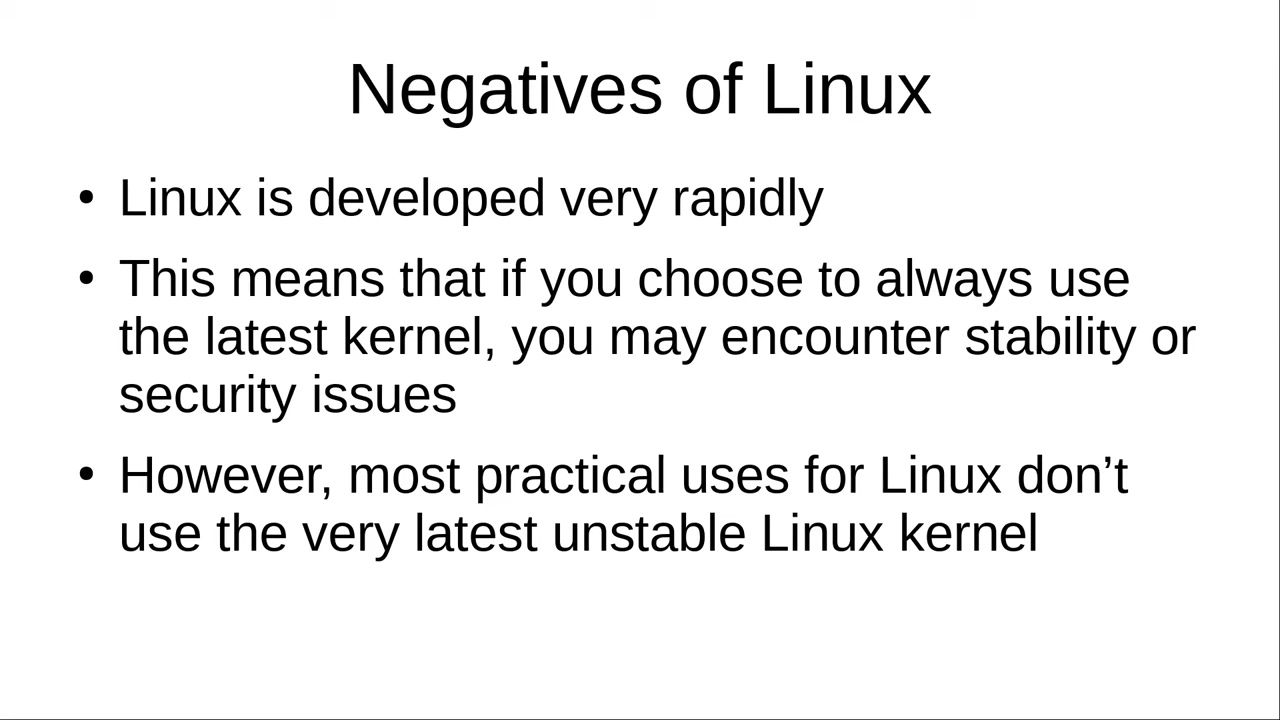 Negatives of Linux
• Linux is developed very rapidly
• This means that if you choose to always use
the latest kernel, you may encounter stability or
security issues
• However, most practical uses for Linux don’t
use the very latest unstable Linux kernel